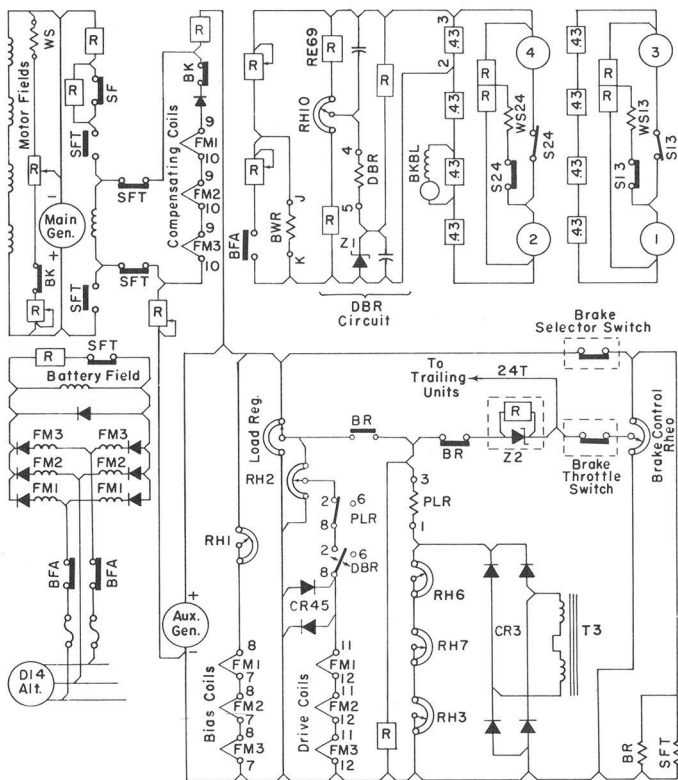 WS
Motor Fields
R
R
R
SF
SFT
SFT
Main
Gen.
-
+
BK
R
SFT
SFT
R
R
BK
Compensating Coils
9
FM1
10
9
FM2
10
9
FM3
10
R
R
BFA
J
BWR
K
RE69
R
RH10
R
4
DBR
5
Z1
R
DBR
Circuit
3
2
BKBL
.43
.43
.43
.43
4
R
R
WS24
S24
S24
2
.43
.43
.43
.43
3
R
R
WS13
S13
S13
1
R
SFT
Battery Field
FM3
FM3
FM2
FM2
FM1
FM1
BFA
BFA
D14
Alt.
+
Aux.
Gen.
-
RH1
Bias Coils
8
FM1
7
8
FM2
7
8
FM3
7
Load Reg.
RH2
BR
2
6
PLR
8
2
6
DBR
8
CR45
Drive Coils
11
FM1
12
11
FM2
12
11
FM3
12
R
To
Trailing
Units
24T
BR
R
Z2
Brake
Selector Switch
Brake
Throttle
Switch
Brake Control
Rheo
3
PLR
1
RH6
RH7
RH3
CR3
T3
BR
SFT